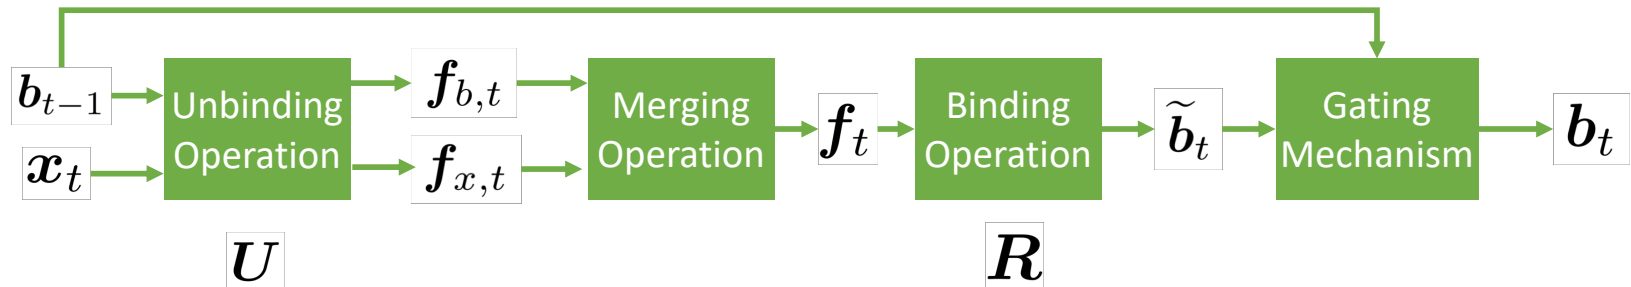 b_{t-1}
x_t
Unbinding
Operation
U
f_{b,t}
f_{x,t}
Merging
Operation
f_t
Binding
Operation
R
\widetilde{b}_t
Gating
Mechanism
b_t